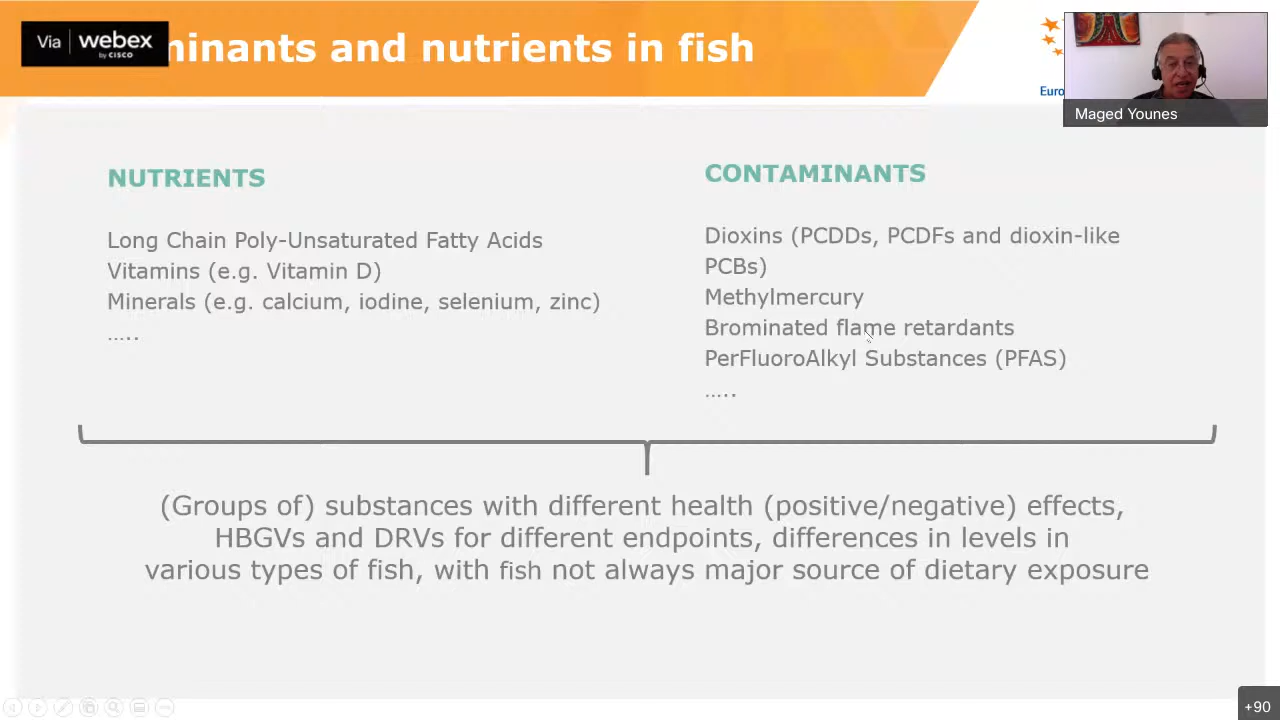 Via webex
by CISCO
minants and nutrients in fish
Euro
Maged Younes
NUTRIENTS
Long Chain Poly-Unsaturated Fatty Acids
Vitamins (e.g. Vitamin D)
Minerals (e.g. calcium, iodine, selenium, zinc)
.....
CONTAMINANTS
Dioxins (PCDDs, PCDFs and dioxin-like
PCBs)
Methylmercury
Brominated flame retardants
PerFluoroAlkyl Substances (PFAS)
.....
(Groups of) substances with different health (positive/negative) effects,
HBGVs and DRVs for different endpoints, differences in levels in
various types of fish, with fish not always major source of dietary exposure
+90